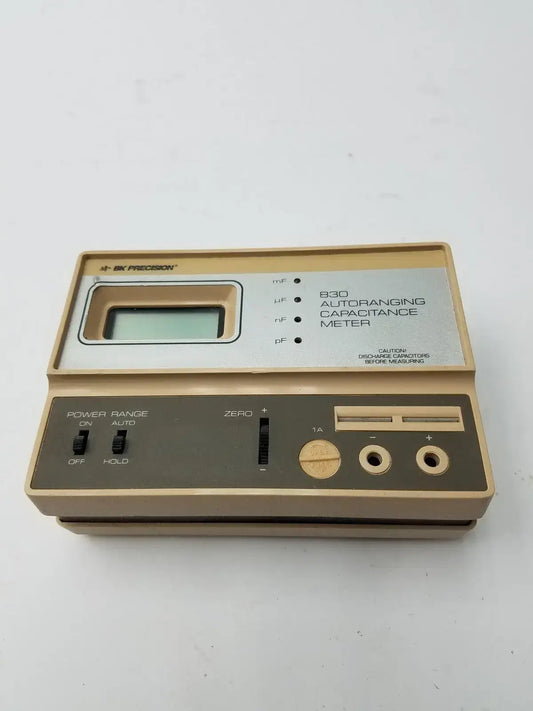 BK PRECISION™
mF
µF
nF
pF
830
AUTORANGING
CAPACITANCE
METER
CAUTION:
DISCHARGE CAPACITORS
BEFORE MEASURING
POWER RANGE
ON AUTO
OFF HOLD
ZERO +
−
1A
− +